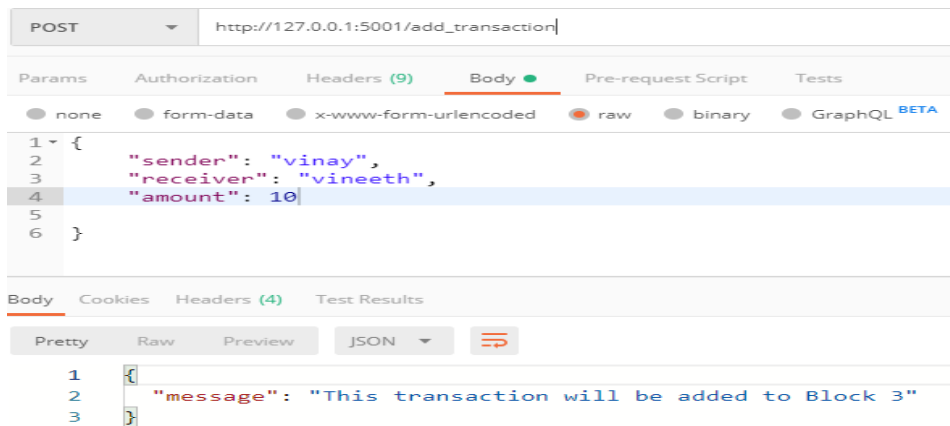 POST http://127.0.0.1:5001/add_transaction
Params Authorization Headers (9) Body Pre-request Script Tests
none form-data x-www-form-urlencoded raw binary GraphQL BETA
1 {
2 "sender": "vinay",
3 "receiver": "vineeth",
4 "amount": 10
5
6 }
Body Cookies Headers (4) Test Results
Pretty Raw Preview JSON
1 {
2 "message": "This transaction will be added to Block 3"
3 }